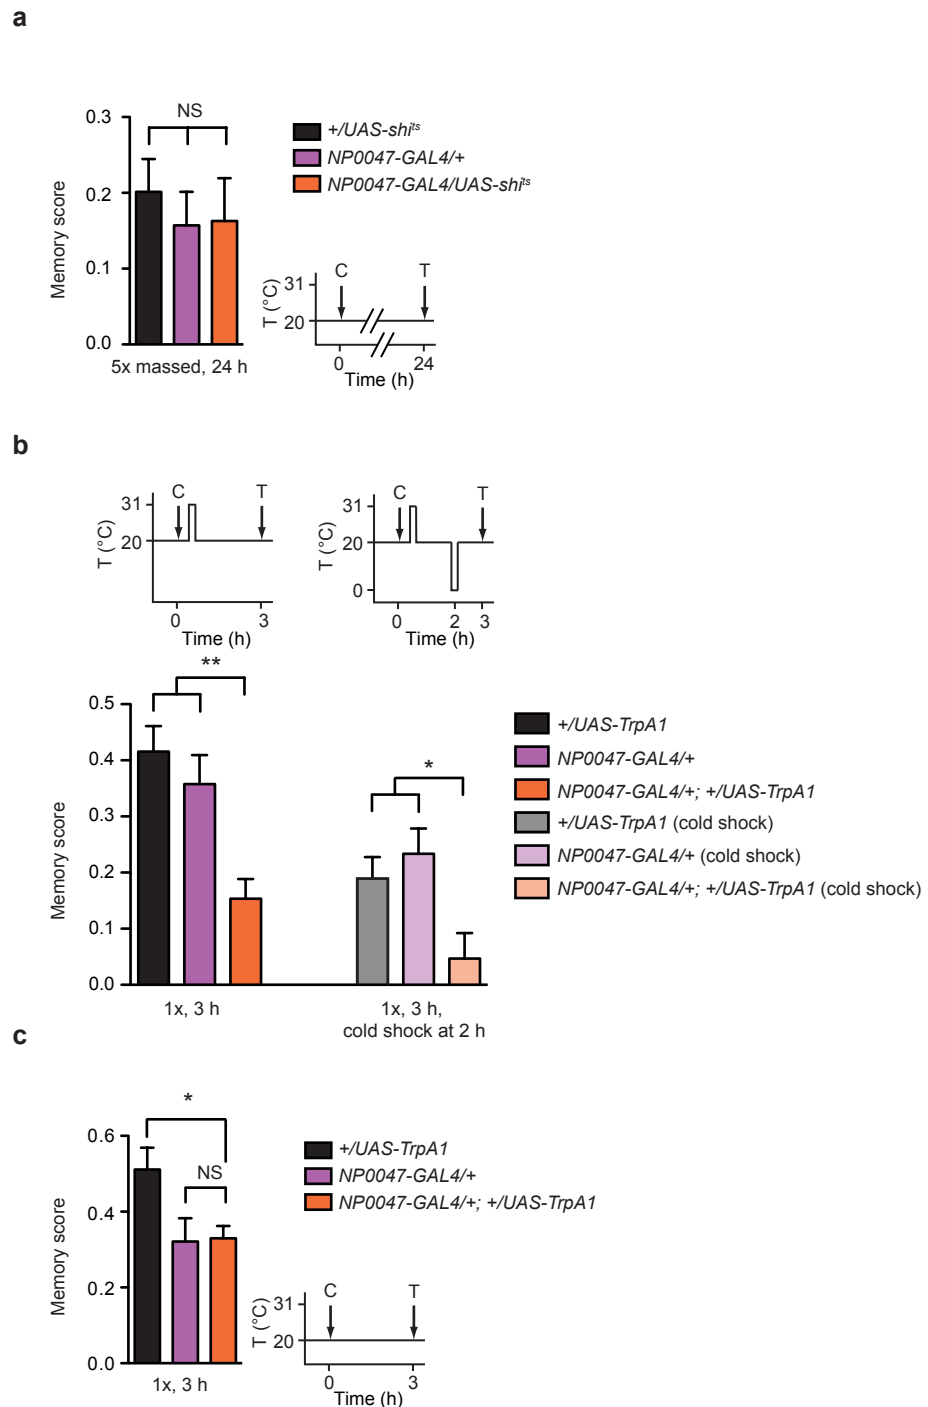 a
0.3
0.2
0.1
0.0
Memory score
NS
5x massed, 24 h
+/UAS-shiᵗˢ
NP0047-GAL4/+
NP0047-GAL4/UAS-shiᵗˢ
C
T
31
20
T (°C)
0
24
Time (h)
b
C
T
31
20
T (°C)
0
3
Time (h)
C
T
31
20
0
T (°C)
0
2
3
Time (h)
**
*
0.5
0.4
0.3
0.2
0.1
0.0
Memory score
1x, 3 h
1x, 3 h,
cold shock at 2 h
+/UAS-TrpA1
NP0047-GAL4/+
NP0047-GAL4/+; +/UAS-TrpA1
+/UAS-TrpA1 (cold shock)
NP0047-GAL4/+ (cold shock)
NP0047-GAL4/+; +/UAS-TrpA1 (cold shock)
c
*
NS
0.6
0.4
0.2
0.0
Memory score
1x, 3 h
+/UAS-TrpA1
NP0047-GAL4/+
NP0047-GAL4/+; +/UAS-TrpA1
C
T
31
20
T (°C)
0
3
Time (h)